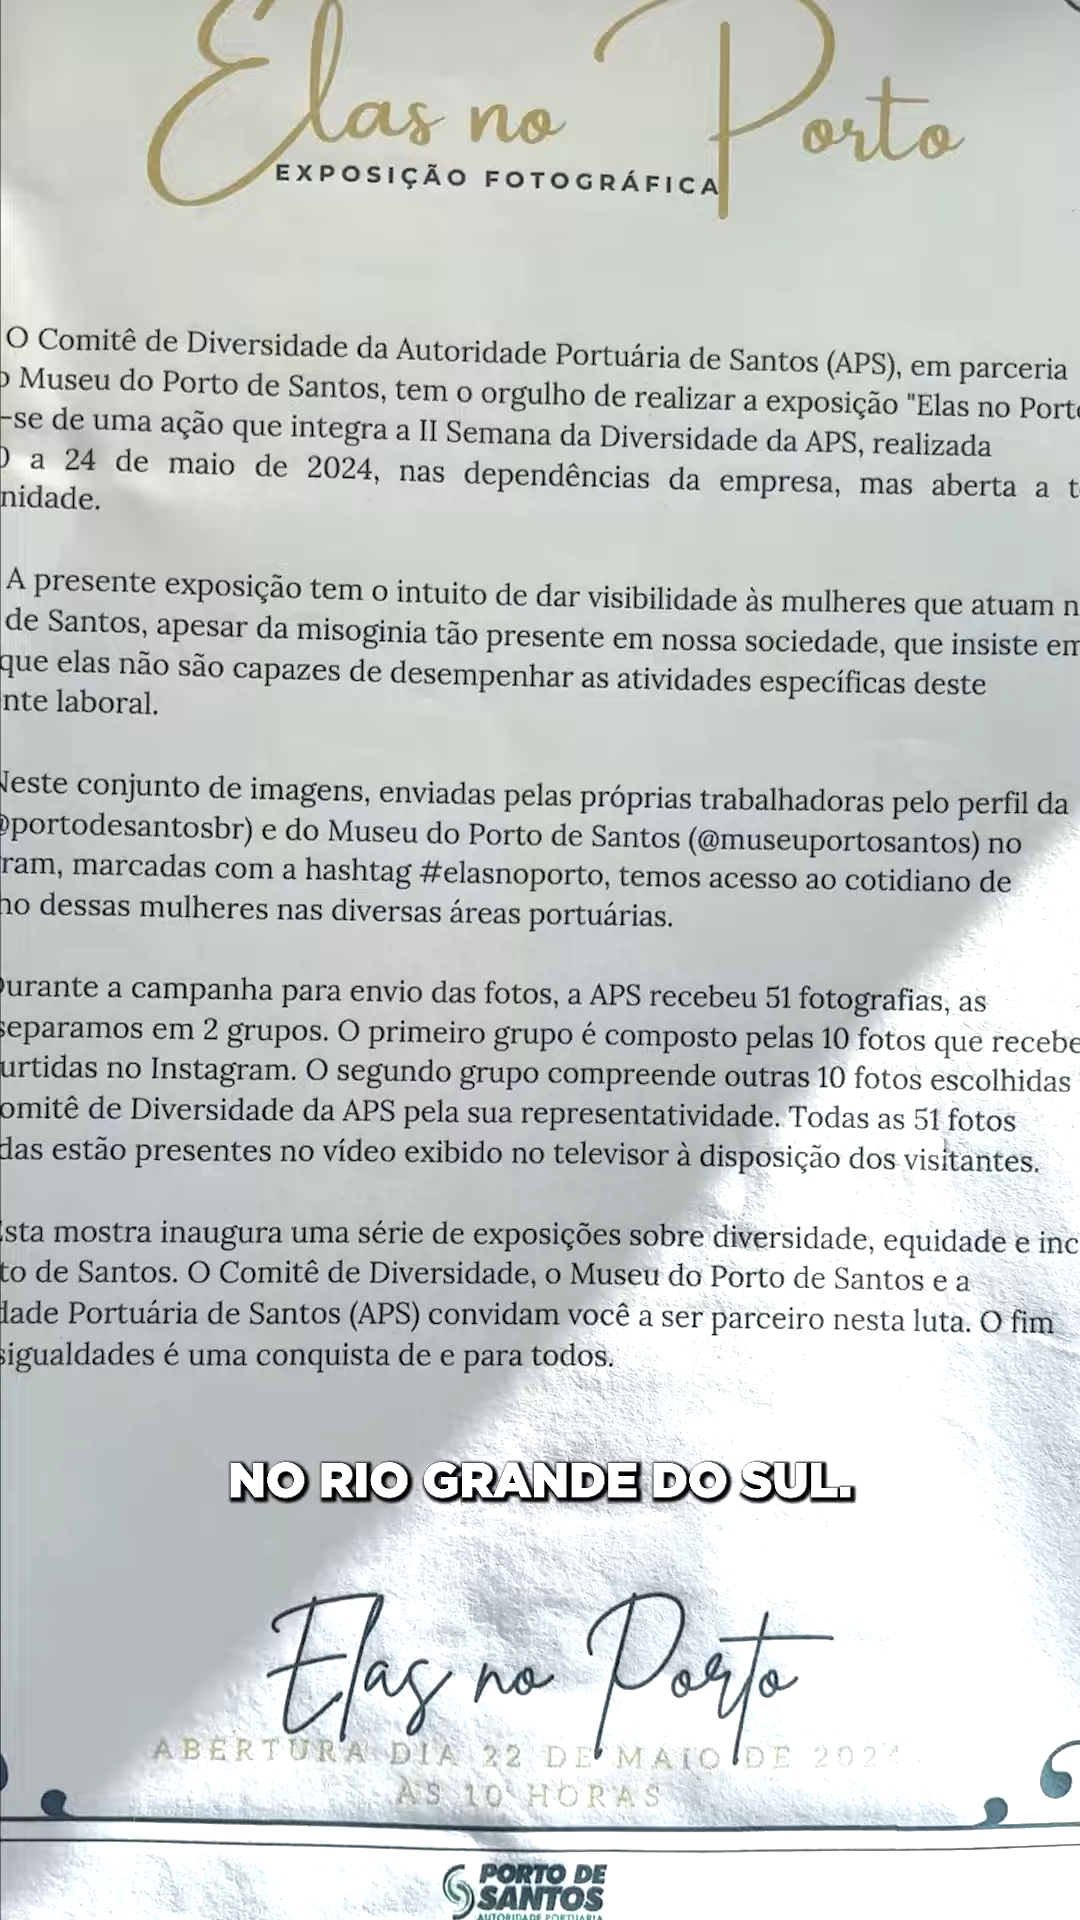 Elas no Porto
EXPOSIÇÃO FOTOGRÁFICA
O Comitê de Diversidade da Autoridade Portuária de Santos (APS), em parceria
o Museu do Porto de Santos, tem o orgulho de realizar a exposição "Elas no Porto
-se de uma ação que integra a II Semana da Diversidade da APS, realizada
a 24 de maio de 2024, nas dependências da empresa, mas aberta a t
nidade.
A presente exposição tem o intuito de dar visibilidade às mulheres que atuam n
de Santos, apesar da misoginia tão presente em nossa sociedade, que insiste em
que elas não são capazes de desempenhar as atividades específicas deste
nte laboral.
Neste conjunto de imagens, enviadas pelas próprias trabalhadoras pelo perfil da
@portodesantosbr) e do Museu do Porto de Santos (@museuportosantos) no
ram, marcadas com a hashtag #elasnoporto, temos acesso ao cotidiano de
ho dessas mulheres nas diversas áreas portuárias.
Durante a campanha para envio das fotos, a APS recebeu 51 fotografias, as
separamos em 2 grupos. O primeiro grupo é composto pelas 10 fotos que recebe
urtidas no Instagram. O segundo grupo compreende outras 10 fotos escolhidas
omitê de Diversidade da APS pela sua representatividade. Todas as 51 fotos
das estão presentes no vídeo exibido no televisor à disposição dos visitantes.
Esta mostra inaugura uma série de exposições sobre diversidade, equidade e inc
to de Santos. O Comitê de Diversidade, o Museu do Porto de Santos e a
dade Portuária de Santos (APS) convidam você a ser parceiro nesta luta. O fim
sigualdades é uma conquista de e para todos.
NO RIO GRANDE DO SUL.
Elas no Porto
ABERTURA DIA 22 DE MAIO DE 2024
ÀS 10 HORAS
PORTO DE
SANTOS
AUTORIDADE PORTUÁRIA